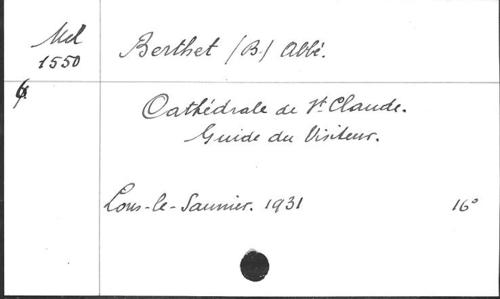 Mel
1550
Berthet (B.) Abbé.
6
Cathédrale de St Claude.
Guide du Visiteur.
Lons-le-Saunier. 1931 16°